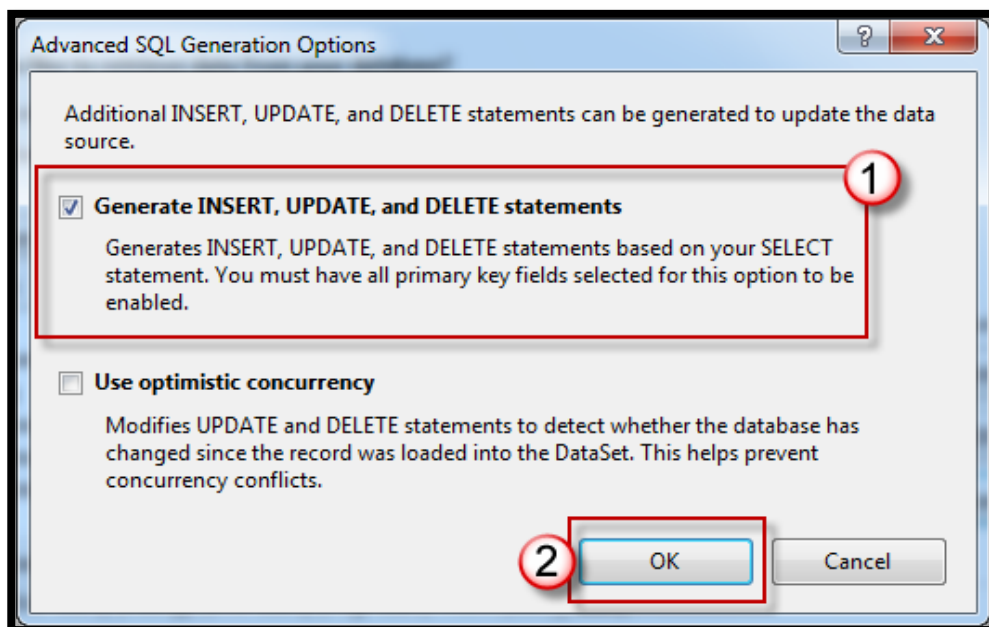 Advanced SQL Generation Options
?
Additional INSERT, UPDATE, and DELETE statements can be generated to update the data
source.
1
Generate INSERT, UPDATE, and DELETE statements
Generates INSERT, UPDATE, and DELETE statements based on your SELECT
statement. You must have all primary key fields selected for this option to be
enabled.
Use optimistic concurrency
Modifies UPDATE and DELETE statements to detect whether the database has
changed since the record was loaded into the DataSet. This helps prevent
concurrency conflicts.
2
OK
Cancel